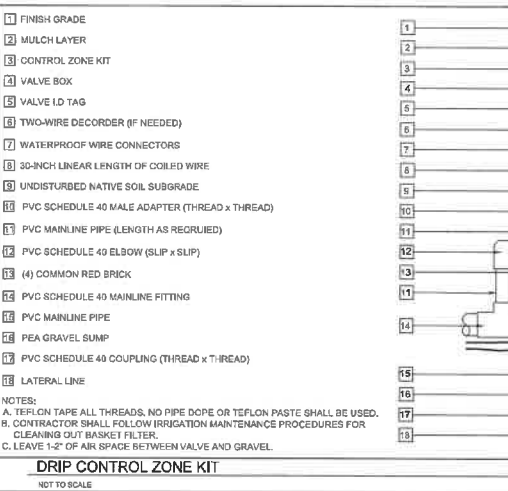 1 FINISH GRADE
2 MULCH LAYER
3 CONTROL ZONE KIT
4 VALVE BOX
5 VALVE I.D TAG
6 TWO-WIRE DECORDER (IF NEEDED)
7 WATERPROOF WIRE CONNECTORS
8 30-INCH LINEAR LENGTH OF COILED WIRE
9 UNDISTURBED NATIVE SOIL SUBGRADE
10 PVC SCHEDULE 40 MALE ADAPTER (THREAD x THREAD)
11 PVC MAINLINE PIPE (LENGTH AS REQRUIED)
12 PVC SCHEDULE 40 ELBOW (SLIP x SLIP)
13 (4) COMMON RED BRICK
14 PVC SCHEDULE 40 MAINLINE FITTING
15 PVC MAINLINE PIPE
16 PEA GRAVEL SUMP
17 PVC SCHEDULE 40 COUPLING (THREAD x THREAD)
18 LATERAL LINE
NOTES:
A. TEFLON TAPE ALL THREADS, NO PIPE DOPE OR TEFLON PASTE SHALL BE USED.
B. CONTRACTOR SHALL FOLLOW IRRIGATION MAINTENANCE PROCEDURES FOR
CLEANING OUT BASKET FILTER.
C. LEAVE 1-2" OF AIR SPACE BETWEEN VALVE AND GRAVEL.
1
2
3
4
5
6
7
8
9
10
11
12
13
11
14
15
16
17
18
DRIP CONTROL ZONE KIT
NOT TO SCALE